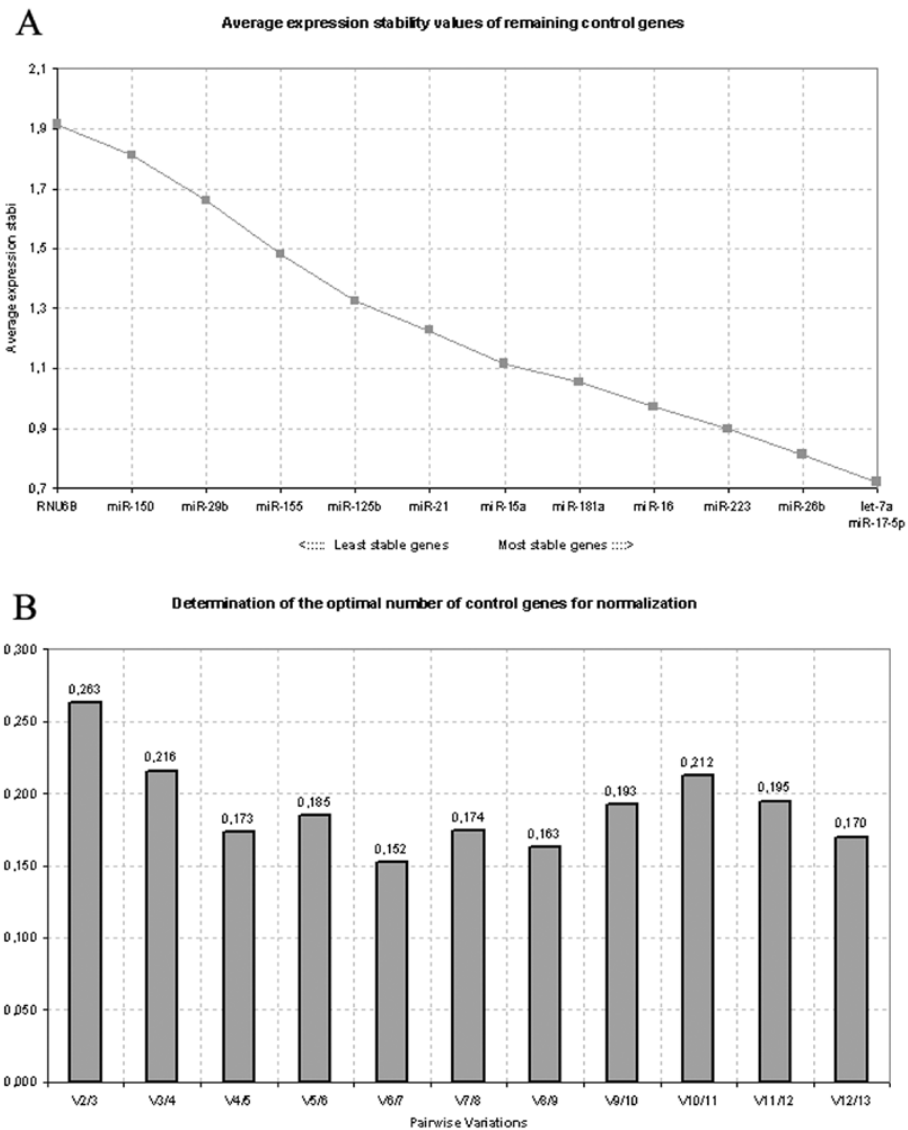 A
Average expression stability values of remaining control genes
2,1
1,9
1,7
1,5
1,3
1,1
0,9
0,7
Average expression stabi
RNU6B miR-150 miR-29b miR-155 miR-125b miR-21 miR-15a miR-181a miR-16 miR-223 miR-26b let-7a
miR-17-5p
<::::: Least stable genes Most stable genes ::::>
B
Determination of the optimal number of control genes for normalization
0,300
0,250
0,200
0,150
0,100
0,050
0,000
0,263
0,216
0,173
0,185
0,152
0,174
0,163
0,193
0,212
0,195
0,170
V2/3 V3/4 V4/5 V5/6 V6/7 V7/8 V8/9 V9/10 V10/11 V11/12 V12/13
Pairwise Variations